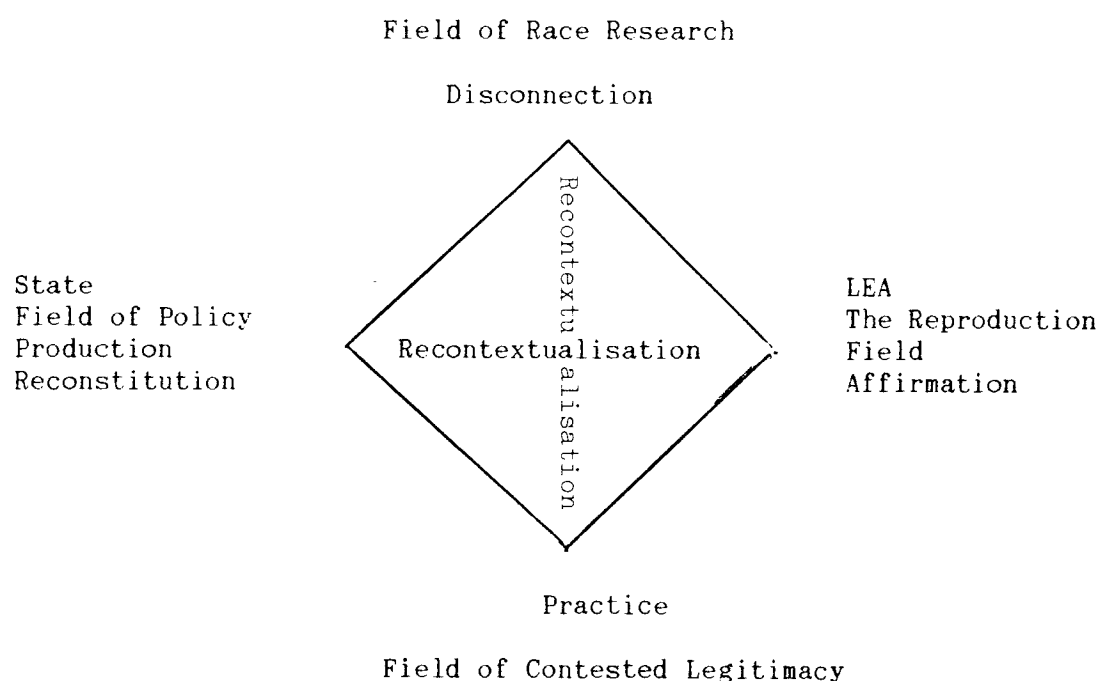 Field of Race Research
Disconnection
Recontextualisation
State
Field of Policy
Production
Reconstitution
Recontextualisation
LEA
The Reproduction
Field
Affirmation
Practice
Field of Contested Legitimacy